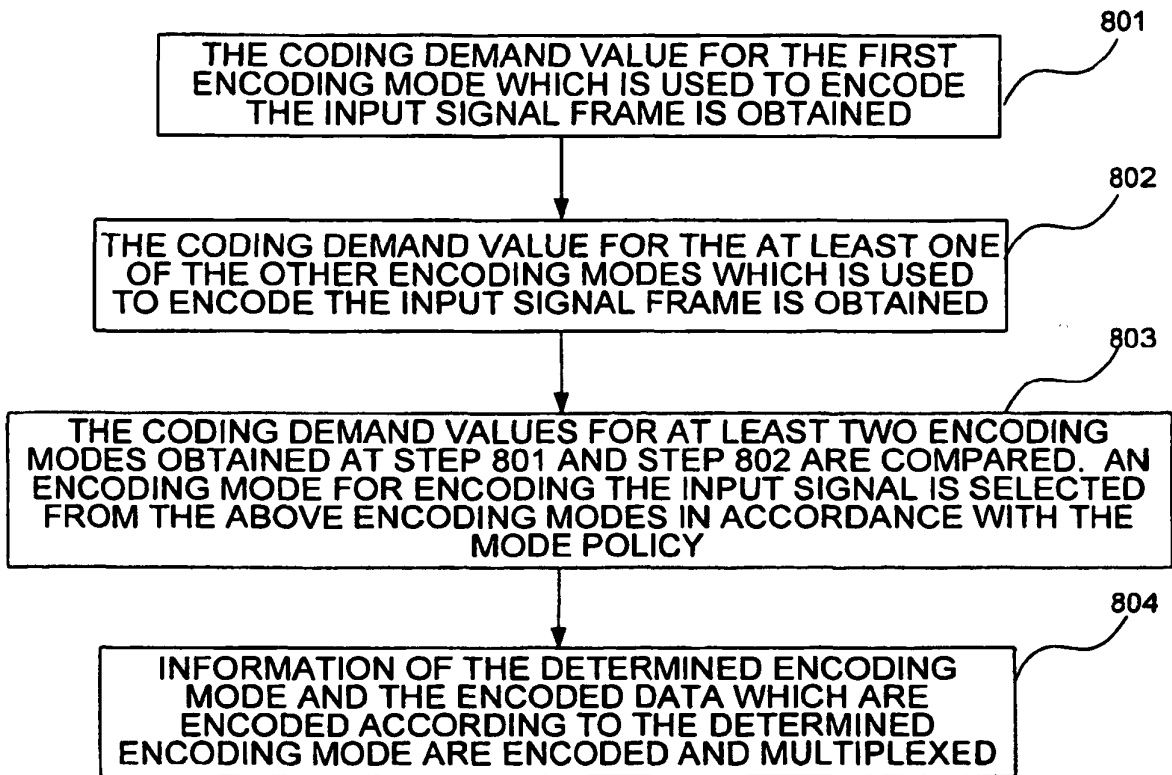 801
THE CODING DEMAND VALUE FOR THE FIRST
ENCODING MODE WHICH IS USED TO ENCODE
THE INPUT SIGNAL FRAME IS OBTAINED
802
THE CODING DEMAND VALUE FOR THE AT LEAST ONE
OF THE OTHER ENCODING MODES WHICH IS USED
TO ENCODE THE INPUT SIGNAL FRAME IS OBTAINED
803
THE CODING DEMAND VALUES FOR AT LEAST TWO ENCODING
MODES OBTAINED AT STEP 801 AND STEP 802 ARE COMPARED. AN
ENCODING MODE FOR ENCODING THE INPUT SIGNAL IS SELECTED
FROM THE ABOVE ENCODING MODES IN ACCORDANCE WITH THE
MODE POLICY
804
INFORMATION OF THE DETERMINED ENCODING
MODE AND THE ENCODED DATA WHICH ARE
ENCODED ACCORDING TO THE DETERMINED
ENCODING MODE ARE ENCODED AND MULTIPLEXED